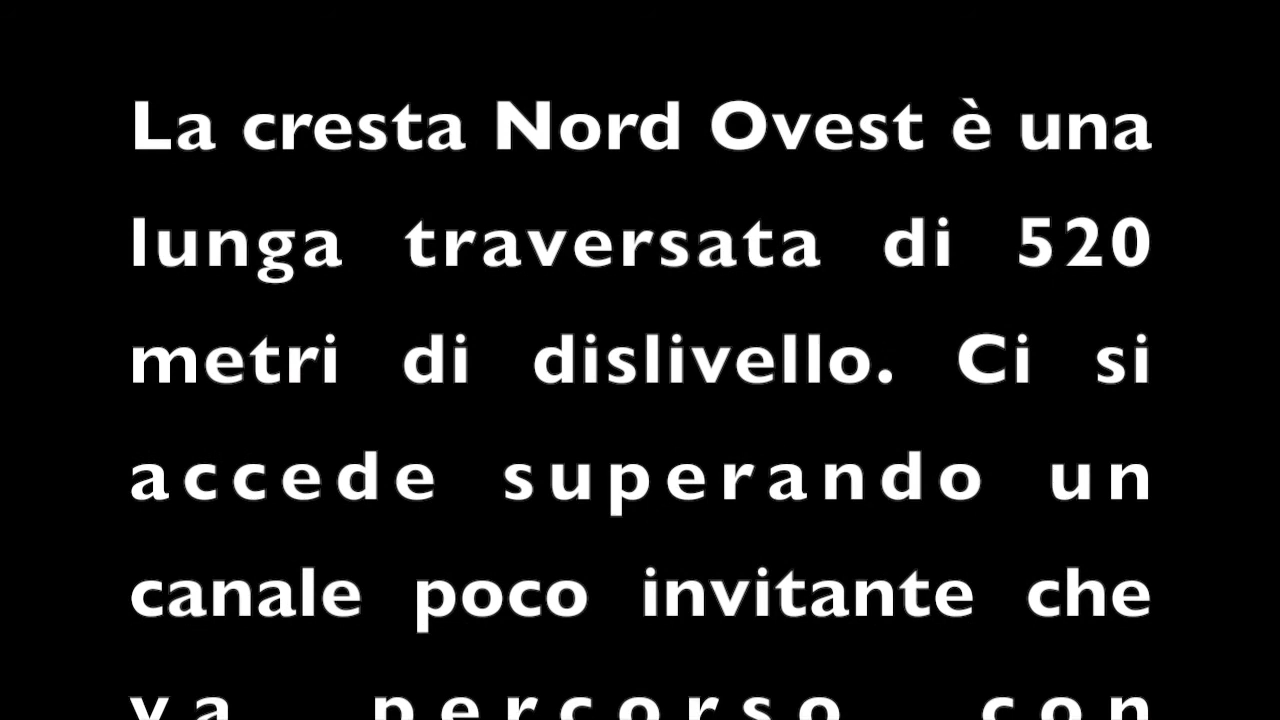 La cresta Nord Ovest è una
lunga traversata di 520
metri di dislivello. Ci si
accede superando un
canale poco invitante che
va percorso con